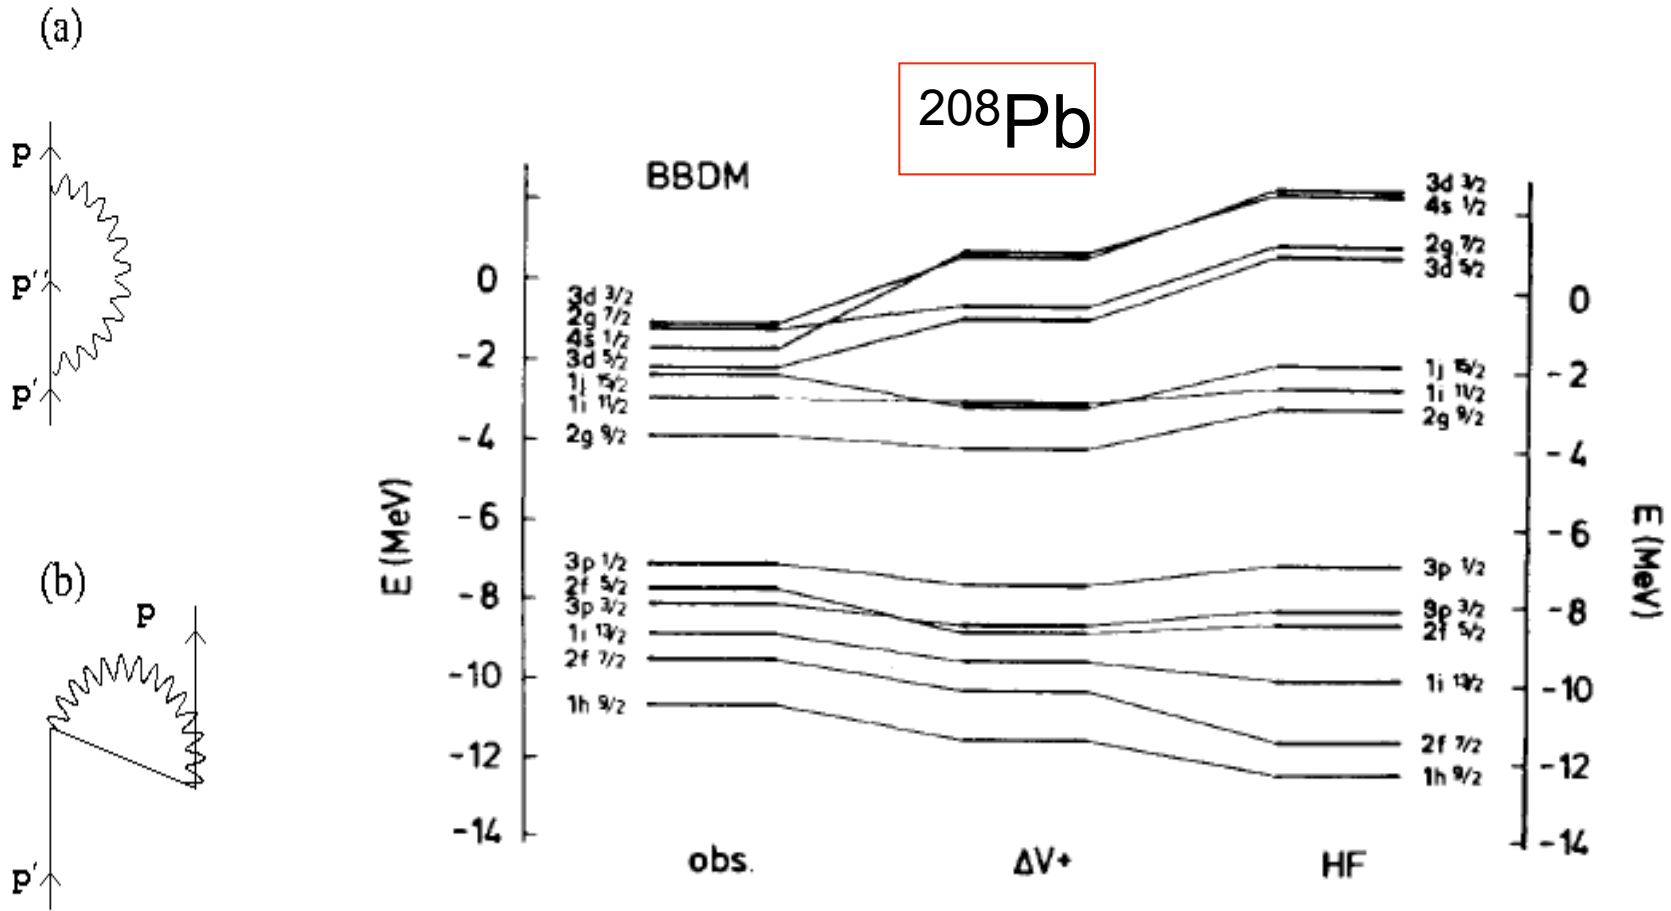 (a)
p
p''
p'
(b)
p
p'
²⁰⁸Pb
BBDM
E (MeV)
0
-2
-4
-6
-8
-10
-12
-14
3d 3/2
2g 7/2
4s 1/2
3d 5/2
1j 15/2
1i 11/2
2g 9/2
3p 1/2
2f 5/2
3p 3/2
1i 13/2
2f 7/2
1h 9/2
3d 3/2
4s 1/2
2g 7/2
3d 5/2
1j 15/2
1i 11/2
2g 9/2
3p 1/2
3p 3/2
2f 5/2
1i 13/2
2f 7/2
1h 9/2
0
-2
-4
-6
-8
-10
-12
-14
E (MeV)
obs. ΔV+ HF